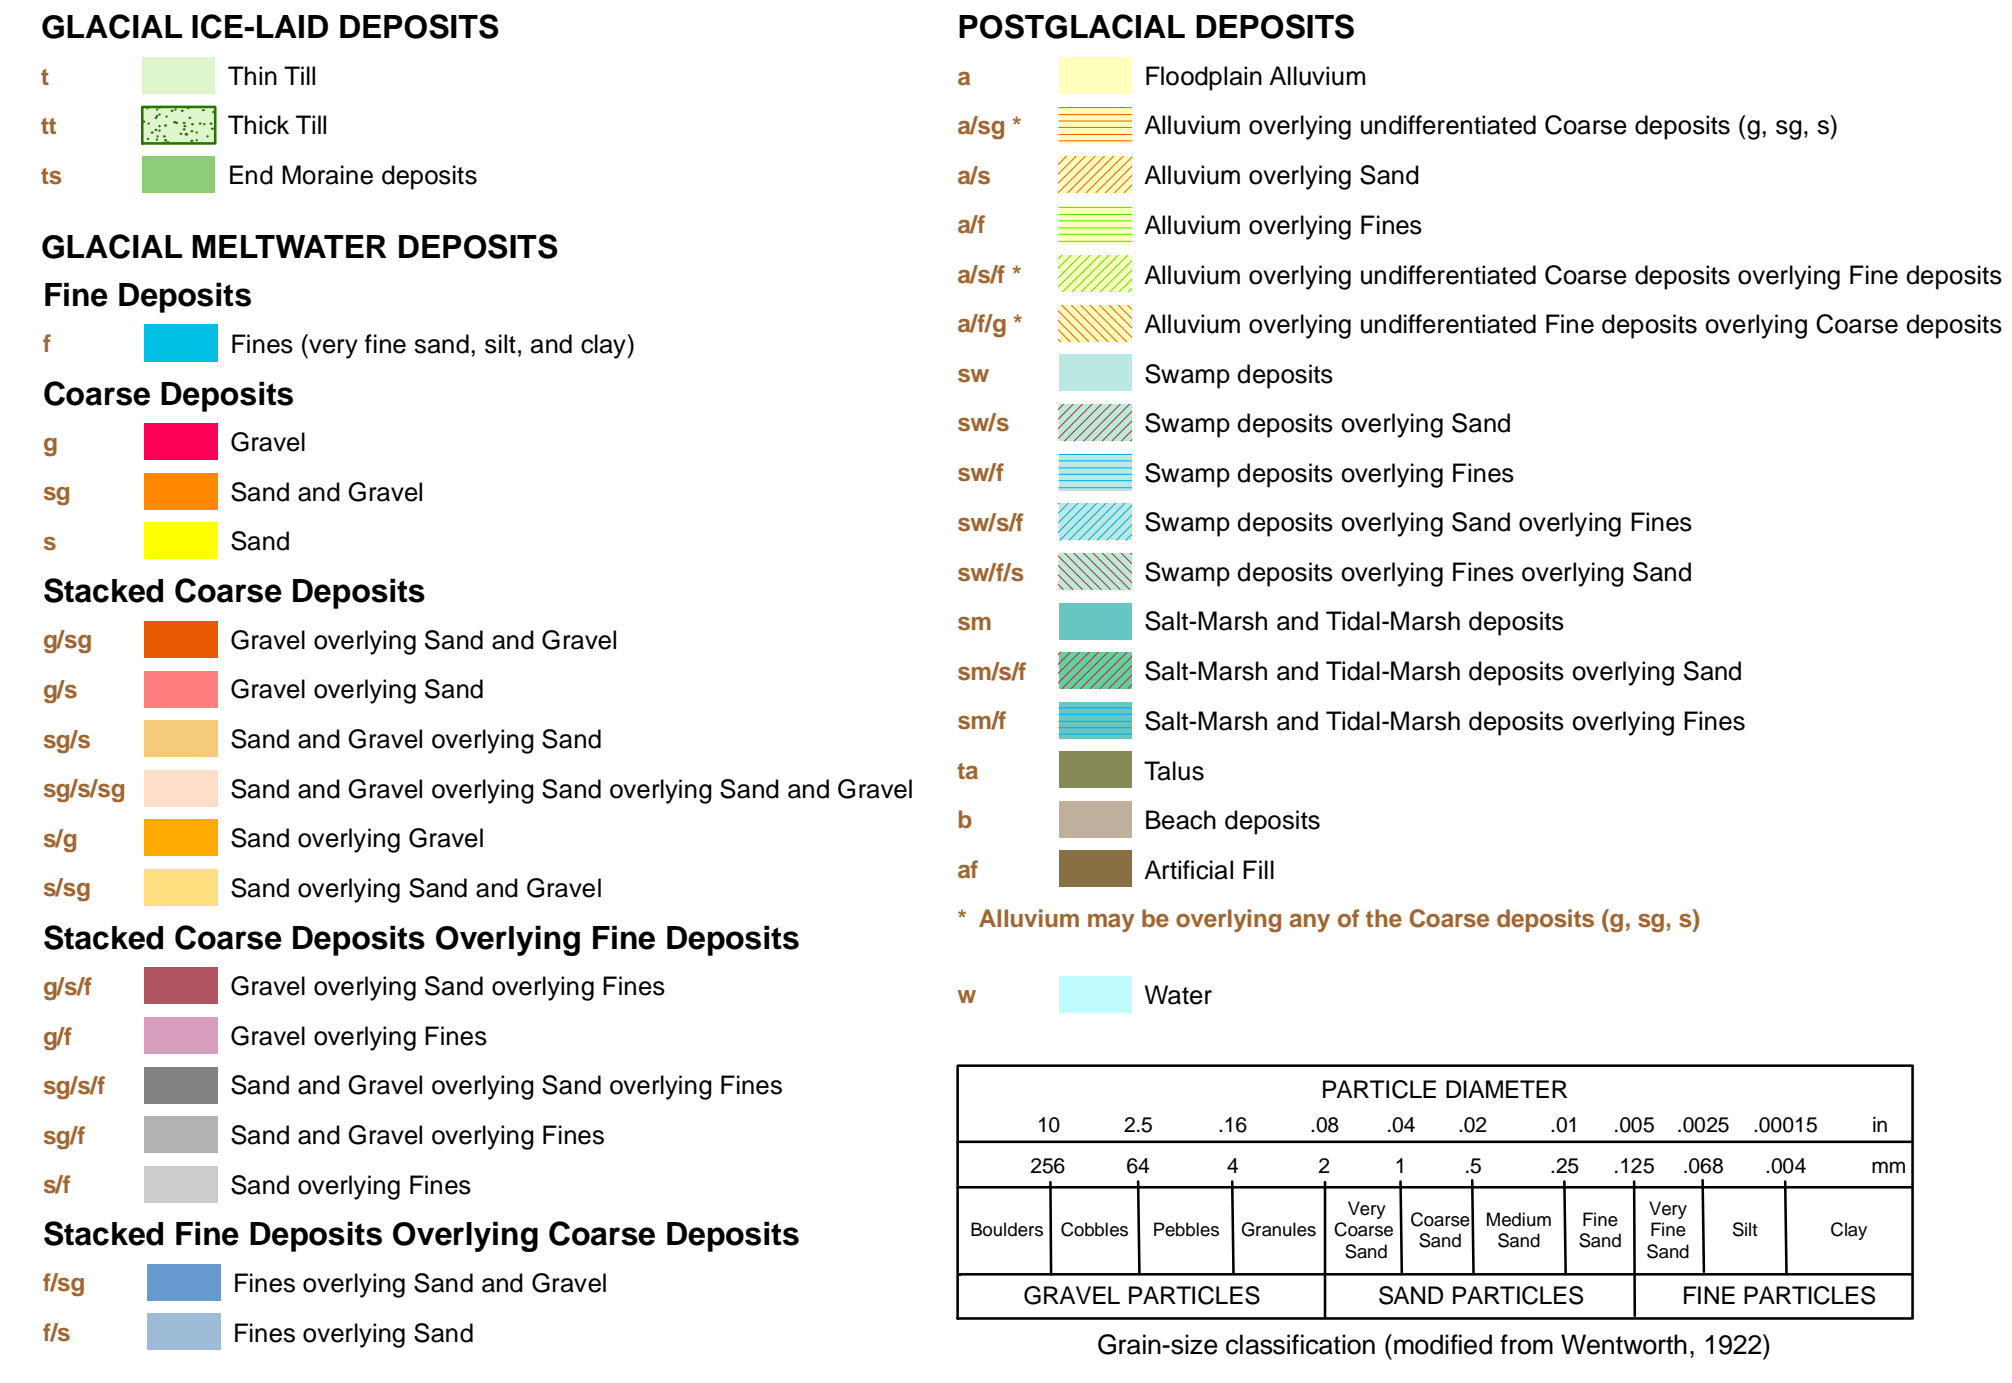 GLACIAL ICE-LAID DEPOSITS
t Thin Till
tt Thick Till
ts End Moraine deposits
GLACIAL MELTWATER DEPOSITS
Fine Deposits
f Fines (very fine sand, silt, and clay)
Coarse Deposits
g Gravel
sg Sand and Gravel
s Sand
Stacked Coarse Deposits
g/sg Gravel overlying Sand and Gravel
g/s Gravel overlying Sand
sg/s Sand and Gravel overlying Sand
sg/s/sg Sand and Gravel overlying Sand overlying Sand and Gravel
s/g Sand overlying Gravel
s/sg Sand overlying Sand and Gravel
Stacked Coarse Deposits Overlying Fine Deposits
g/s/f Gravel overlying Sand overlying Fines
g/f Gravel overlying Fines
sg/s/f Sand and Gravel overlying Sand overlying Fines
sg/f Sand and Gravel overlying Fines
s/f Sand overlying Fines
Stacked Fine Deposits Overlying Coarse Deposits
f/sg Fines overlying Sand and Gravel
f/s Fines overlying Sand
POSTGLACIAL DEPOSITS
a Floodplain Alluvium
a/sg * Alluvium overlying undifferentiated Coarse deposits (g, sg, s)
a/s Alluvium overlying Sand
a/f Alluvium overlying Fines
a/s/f * Alluvium overlying undifferentiated Coarse deposits overlying Fine deposits
a/f/g * Alluvium overlying undifferentiated Fine deposits overlying Coarse deposits
sw Swamp deposits
sw/s Swamp deposits overlying Sand
sw/f Swamp deposits overlying Fines
sw/s/f Swamp deposits overlying Sand overlying Fines
sw/f/s Swamp deposits overlying Fines overlying Sand
sm Salt-Marsh and Tidal-Marsh deposits
sm/s/f Salt-Marsh and Tidal-Marsh deposits overlying Sand
sm/f Salt-Marsh and Tidal-Marsh deposits overlying Fines
ta Talus
b Beach deposits
af Artificial Fill
* Alluvium may be overlying any of the Coarse deposits (g, sg, s)
w Water
PARTICLE DIAMETER
10 2.5 .16 .08 .04 .02 .01 .005 .0025 .00015 in
256 64 4 2 1 .5 .25 .125 .068 .004 mm
Boulders Cobbles Pebbles Granules Very Coarse Sand Coarse Sand Medium Sand Fine Sand Very Fine Sand Silt Clay
GRAVEL PARTICLES SAND PARTICLES FINE PARTICLES
Grain-size classification (modified from Wentworth, 1922)